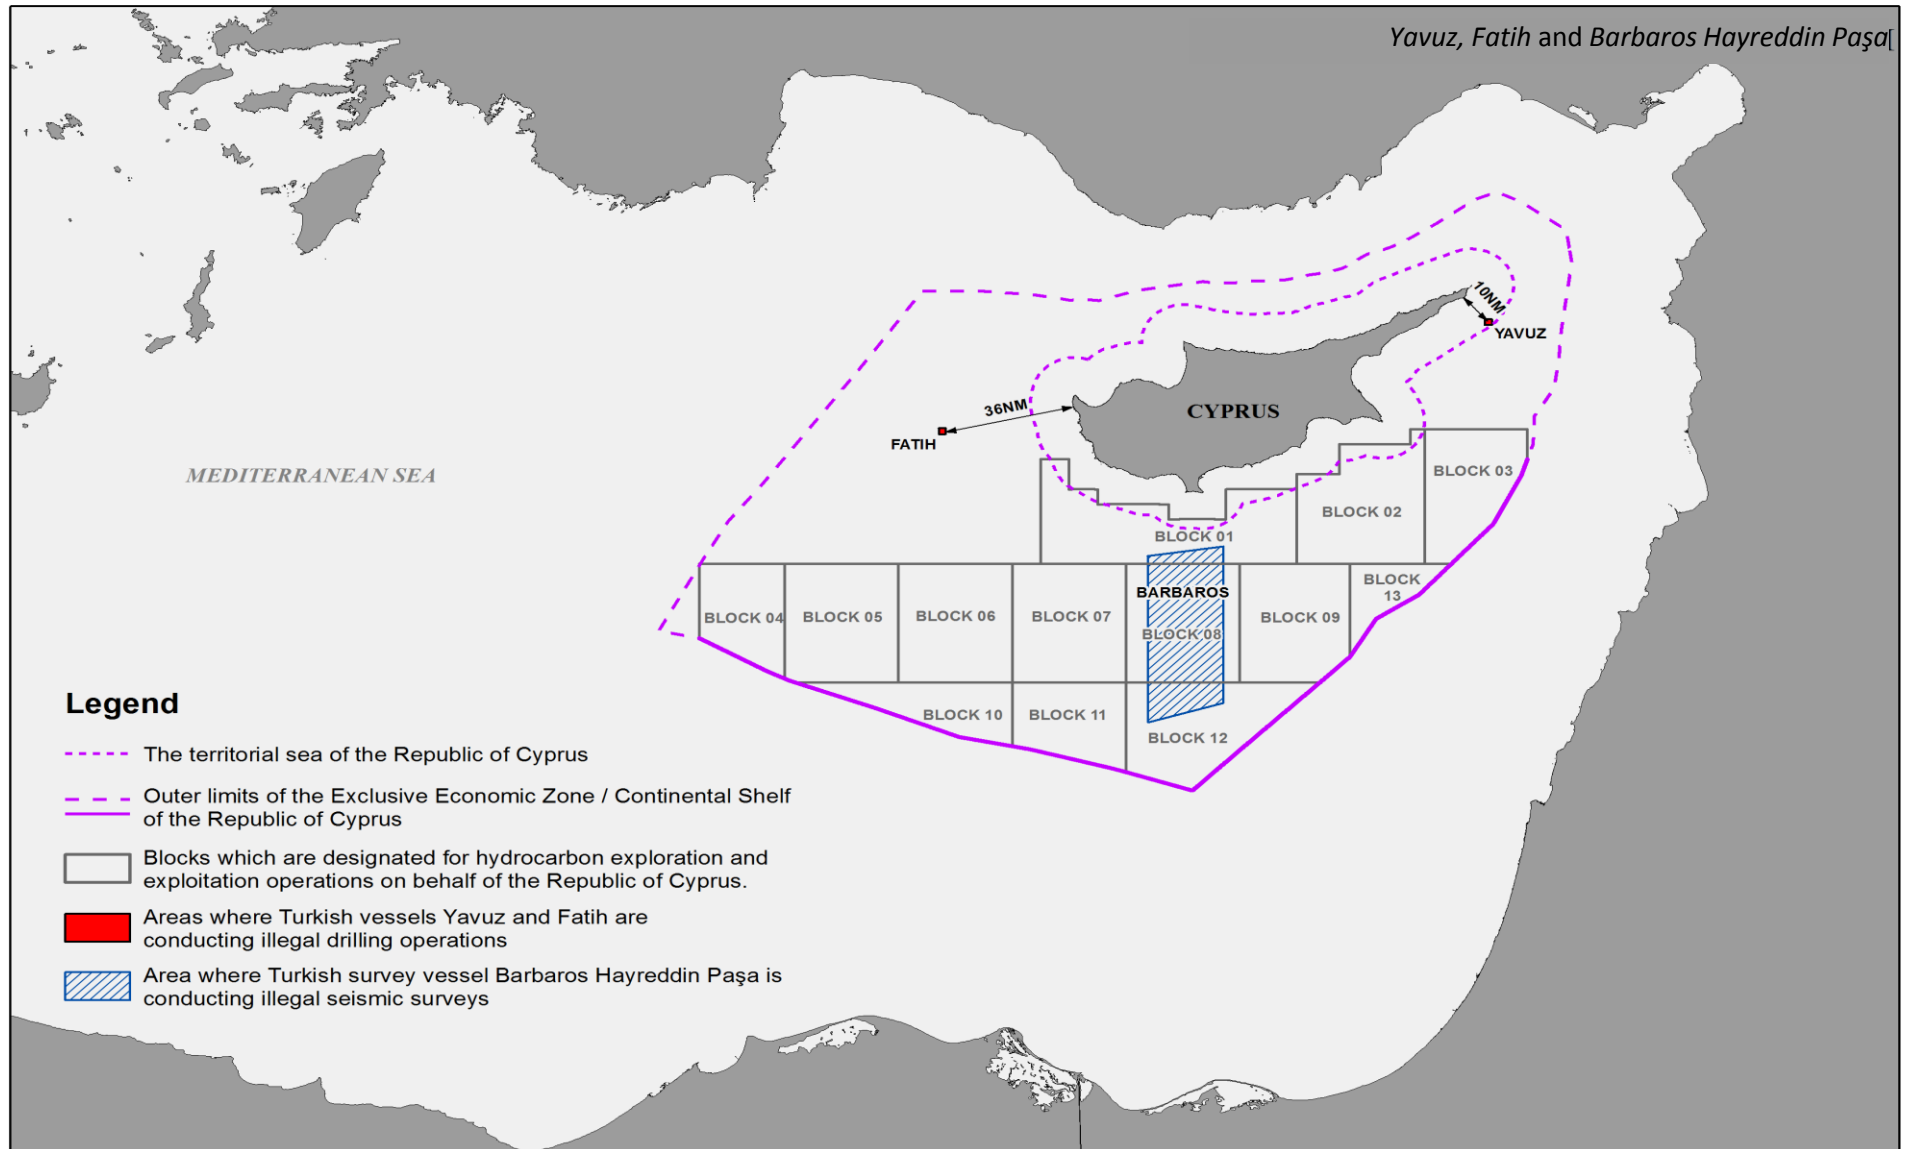 Yavuz, Fatih and Barbaros Hayreddin Paşa[
10NM
YAVUZ
36NM
CYPRUS
FATIH
MEDITERRANEAN SEA
BLOCK 03
BLOCK 02
BLOCK 01
BLOCK
13
BARBAROS
BLOCK 04
BLOCK 05
BLOCK 06
BLOCK 07
BLOCK 08
BLOCK 09
BLOCK 10
BLOCK 11
BLOCK 12
Legend
The territorial sea of the Republic of Cyprus
Outer limits of the Exclusive Economic Zone / Continental Shelf
of the Republic of Cyprus
Blocks which are designated for hydrocarbon exploration and
exploitation operations on behalf of the Republic of Cyprus.
Areas where Turkish vessels Yavuz and Fatih are
conducting illegal drilling operations
Area where Turkish survey vessel Barbaros Hayreddin Paşa is
conducting illegal seismic surveys